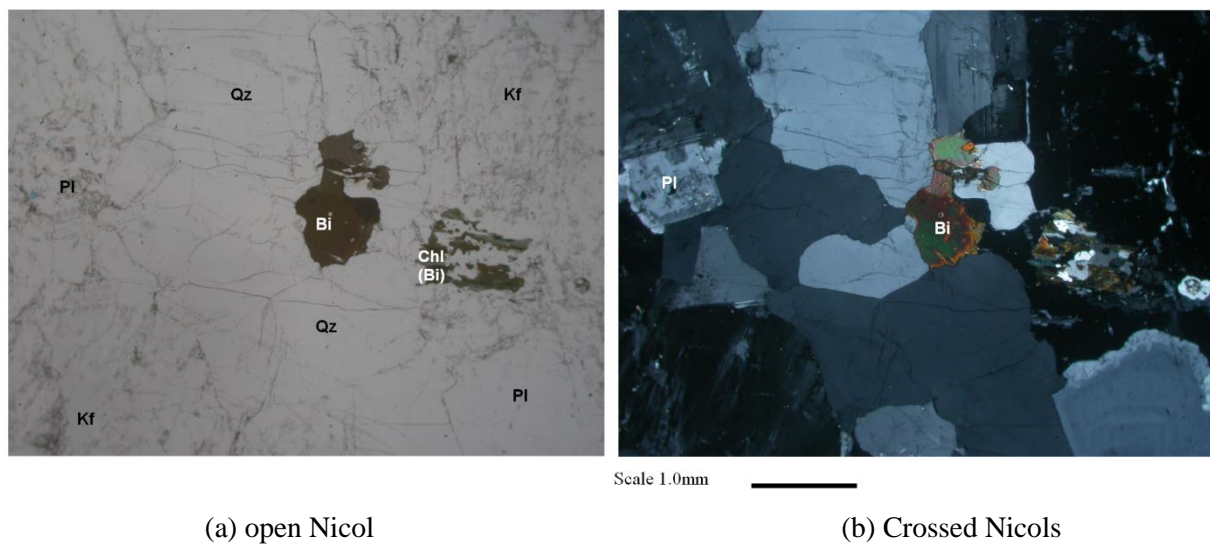 Qz
Kf
Pl
Bi
Chl
(Bi)
Qz
Pl
Kf
Pl
Bi
Scale 1.0mm
(a) open Nicol
(b) Crossed Nicols